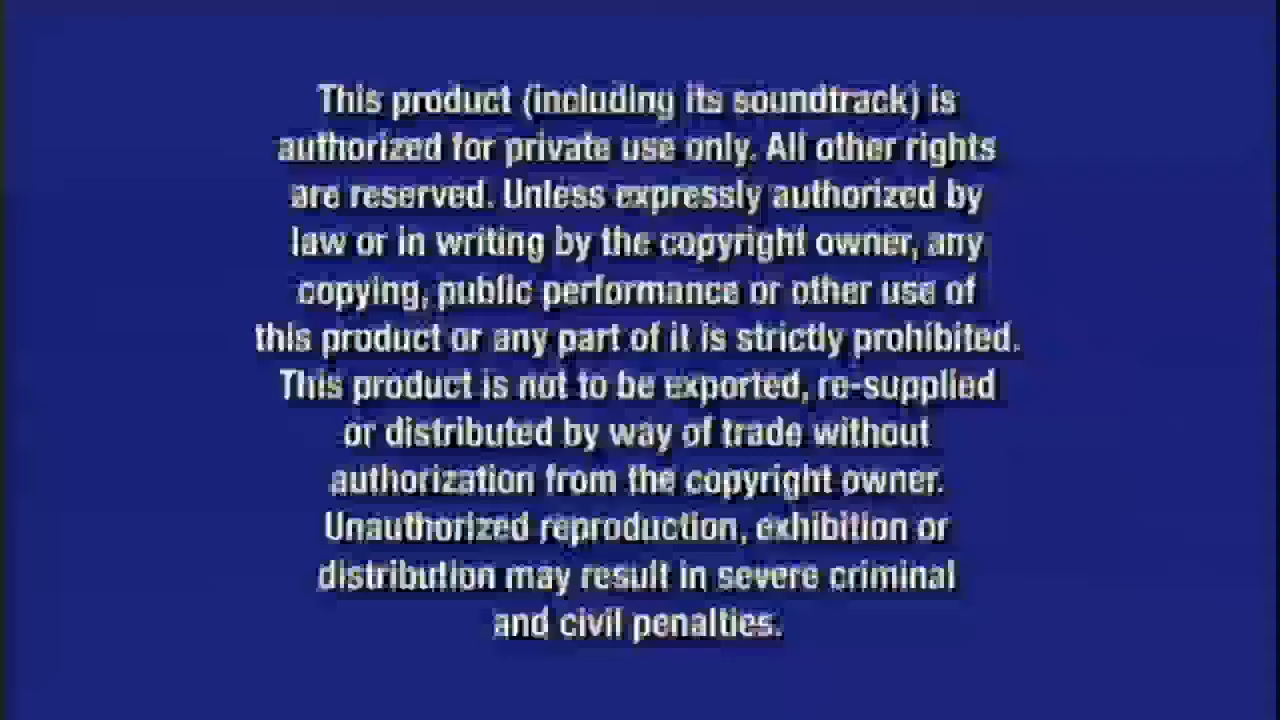 This product (including its soundtrack) is
authorized for private use only. All other rights
are reserved. Unless expressly authorized by
law or in writing by the copyright owner, any
copying, public performance or other use of
this product or any part of it is strictly prohibited.
This product is not to be exported, re-supplied
or distributed by way of trade without
authorization from the copyright owner.
Unauthorized reproduction, exhibition or
distribution may result in severe criminal
and civil penalties.